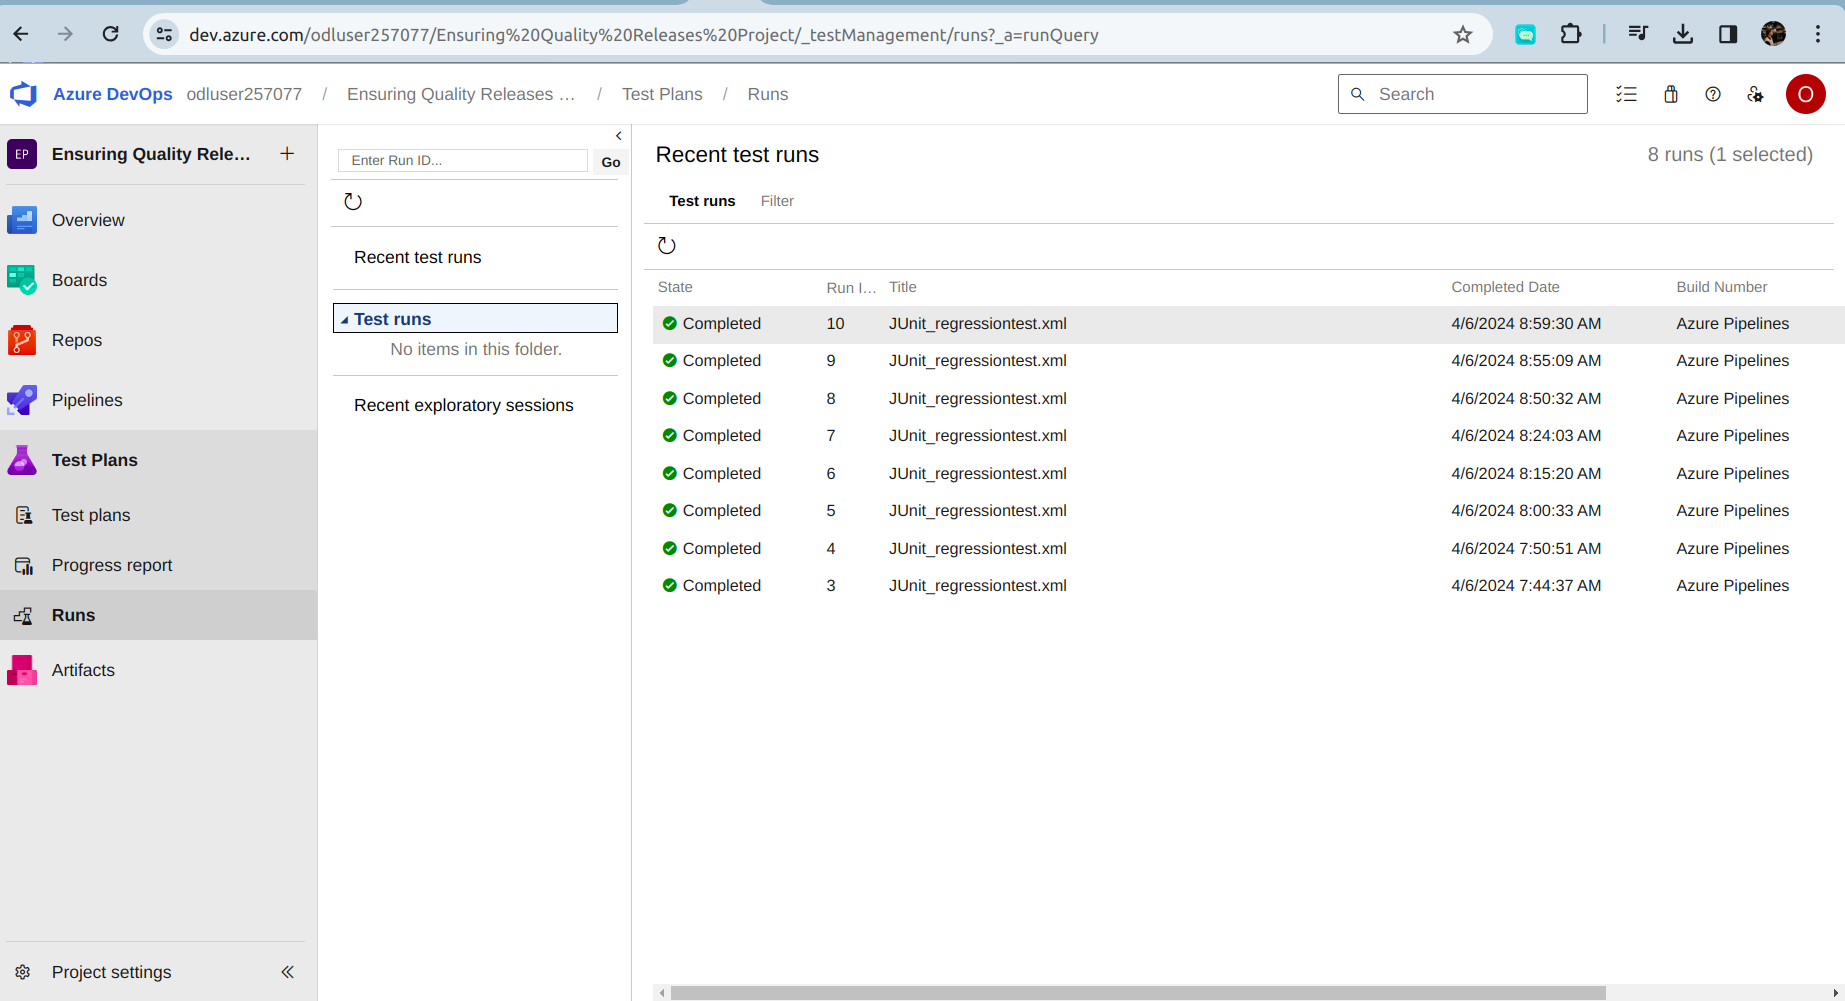 dev.azure.com/odluser257077/Ensuring%20Quality%20Releases%20Project/_testManagement/runs?_a=runQuery
Azure DevOps odluser257077 / Ensuring Quality Releases … / Test Plans / Runs
Search
O
EP Ensuring Quality Rele… +
Overview
Boards
Repos
Pipelines
Test Plans
Test plans
Progress report
Runs
Artifacts
Project settings
Enter Run ID... Go
Recent test runs
Test runs
No items in this folder.
Recent exploratory sessions
Recent test runs 8 runs (1 selected)
Test runs Filter
State Run I… Title Completed Date Build Number
Completed 10 JUnit_regressiontest.xml 4/6/2024 8:59:30 AM Azure Pipelines
Completed 9 JUnit_regressiontest.xml 4/6/2024 8:55:09 AM Azure Pipelines
Completed 8 JUnit_regressiontest.xml 4/6/2024 8:50:32 AM Azure Pipelines
Completed 7 JUnit_regressiontest.xml 4/6/2024 8:24:03 AM Azure Pipelines
Completed 6 JUnit_regressiontest.xml 4/6/2024 8:15:20 AM Azure Pipelines
Completed 5 JUnit_regressiontest.xml 4/6/2024 8:00:33 AM Azure Pipelines
Completed 4 JUnit_regressiontest.xml 4/6/2024 7:50:51 AM Azure Pipelines
Completed 3 JUnit_regressiontest.xml 4/6/2024 7:44:37 AM Azure Pipelines